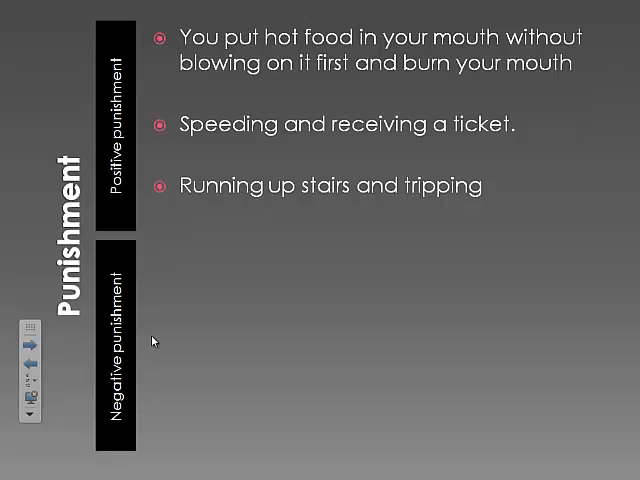 Punishment
Positive punishment
You put hot food in your mouth without
blowing on it first and burn your mouth
Speeding and receiving a ticket.
Running up stairs and tripping
Negative punishment